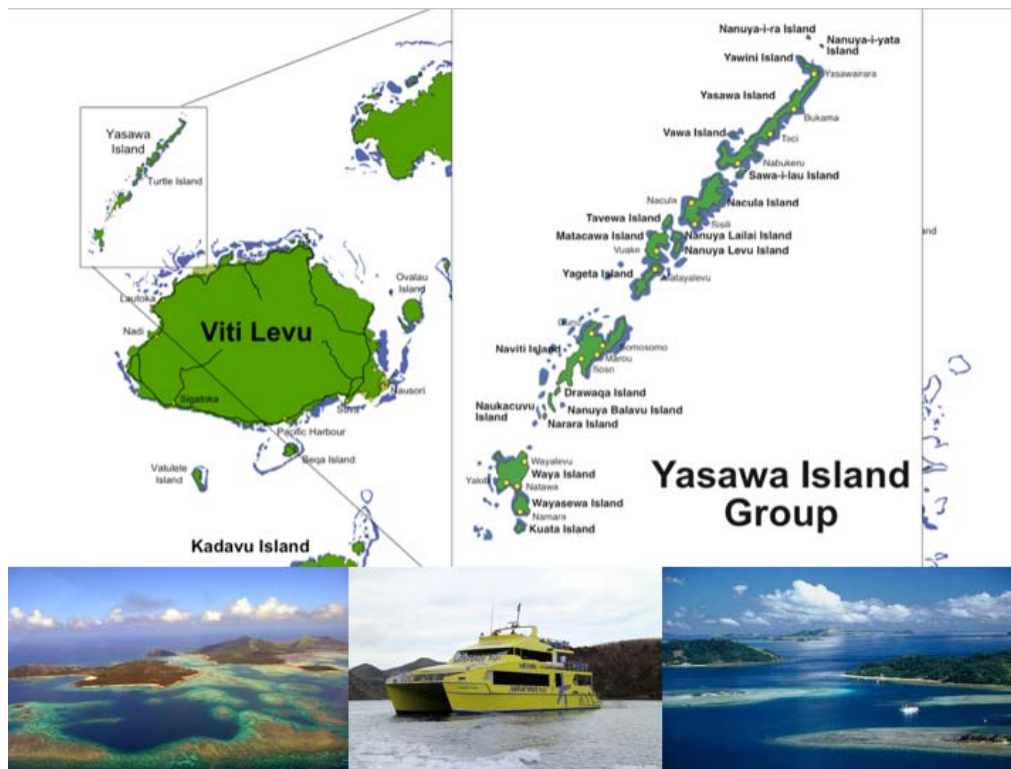 Yasawa
Island
Turtle Island
Lautoka
Nadi
Viti Levu
Ovalau
Island
Sigatoka
Suva
Nausori
Pacific Harbour
Beqa Island
Vatulele
Island
Kadavu Island
Nanuya-i-ra Island
Nanuya-i-yata
Island
Yawini Island
Yasawairara
Yasawa Island
Bukama
Teci
Vawa Island
Nabukeru
Sawa-i-lau Island
Nacula
Nacula Island
Tavewa Island
Risili
Matacawa Island
Nanuya Lailai Island
Vuake
Nanuya Levu Island
Yageta Island
Matayalevu
Gunu
Naviti Island
Somosomo
Marou
Soso
Drawaqa Island
Naukacuvu
Island
Nanuya Balavu Island
Narara Island
Wayalevu
Waya Island
Natawa
Wayasewa Island
Namara
Kuata Island
Yasawa Island
Group